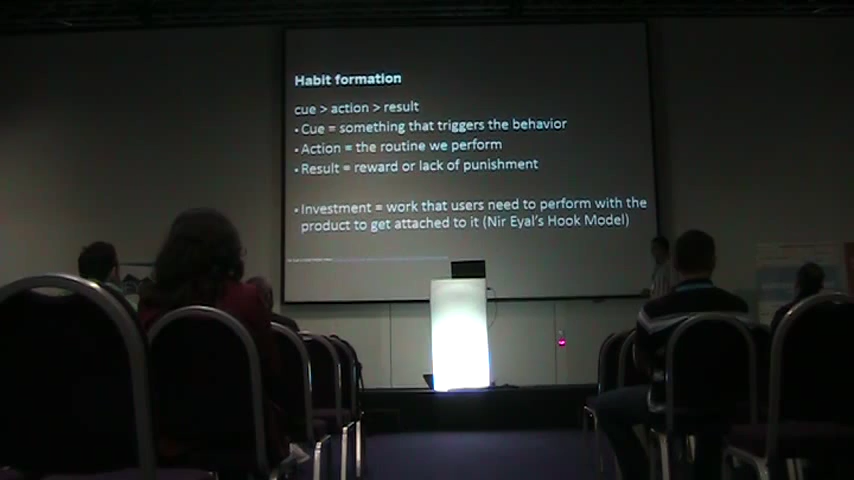 Habit formation
cue > action > result
▪ Cue = something that triggers the behavior
▪ Action = the routine we perform
▪ Result = reward or lack of punishment
▪ Investment = work that users need to perform with the
product to get attached to it (Nir Eyal's Hook Model)